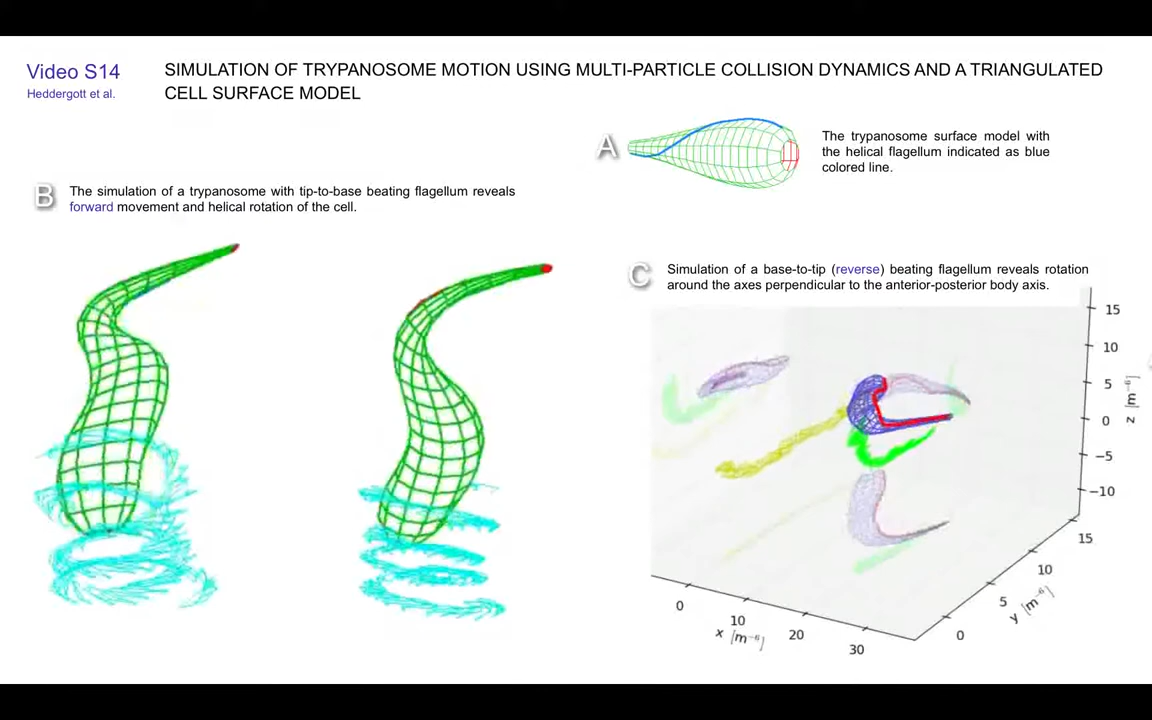 Video S14
Heddergott et al.
SIMULATION OF TRYPANOSOME MOTION USING MULTI-PARTICLE COLLISION DYNAMICS AND A TRIANGULATED
CELL SURFACE MODEL
A
The trypanosome surface model with
the helical flagellum indicated as blue
colored line.
B
The simulation of a trypanosome with tip-to-base beating flagellum reveals
forward movement and helical rotation of the cell.
C
Simulation of a base-to-tip (reverse) beating flagellum reveals rotation
around the axes perpendicular to the anterior-posterior body axis.
15
10
5
0
−5
−10
z [m⁻⁶]
15
10
5
0
y [m⁻⁶]
0
10
20
30
x [m⁻⁶]